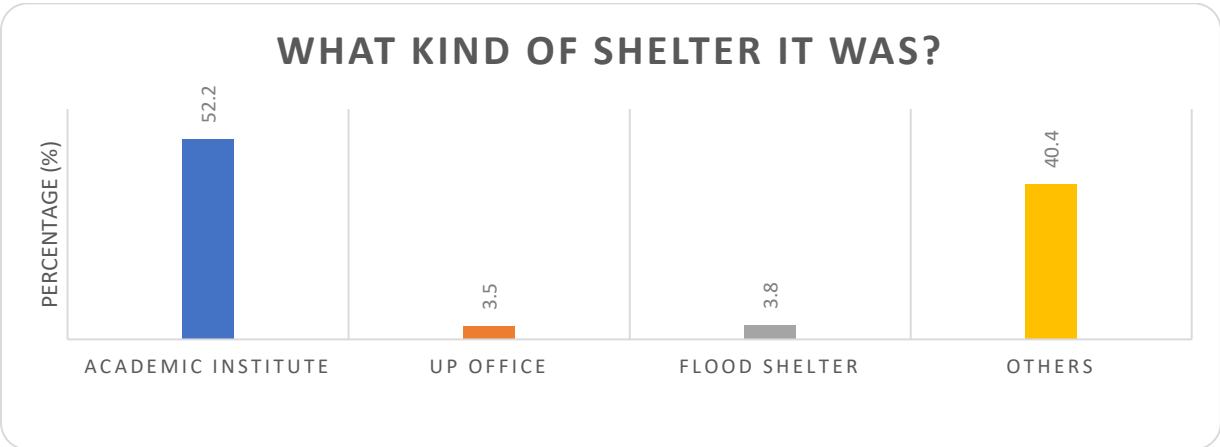 WHAT KIND OF SHELTER IT WAS?
PERCENTAGE (%)
52.2
3.5
3.8
40.4
ACADEMIC INSTITUTE
UP OFFICE
FLOOD SHELTER
OTHERS